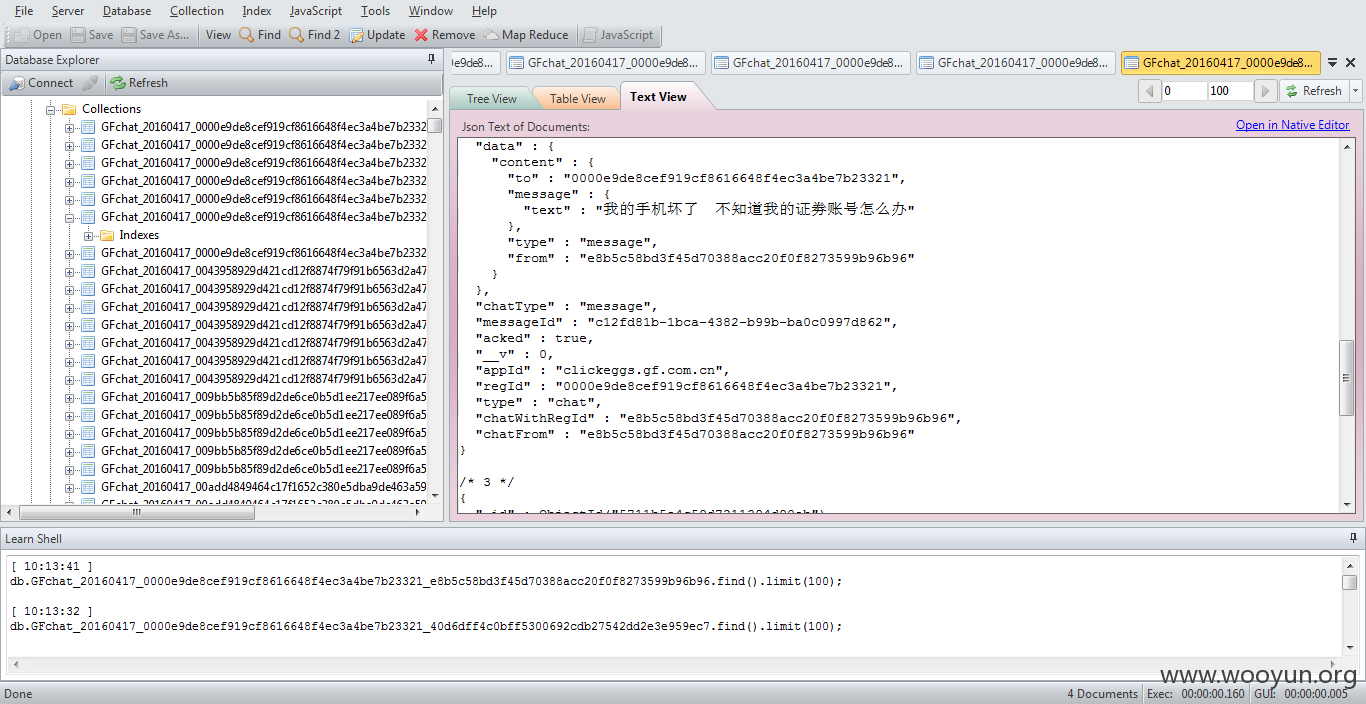 File Server Database Collection Index JavaScript Tools Window Help
Open Save Save As... View Find Find 2 Update Remove Map Reduce JavaScript
Database Explorer
Connect Refresh
Collections
GFchat_20160417_0000e9de8cef919cf8616648f4ec3a4be7b2332
GFchat_20160417_0000e9de8cef919cf8616648f4ec3a4be7b2332
GFchat_20160417_0000e9de8cef919cf8616648f4ec3a4be7b2332
GFchat_20160417_0000e9de8cef919cf8616648f4ec3a4be7b2332
GFchat_20160417_0000e9de8cef919cf8616648f4ec3a4be7b2332
GFchat_20160417_0000e9de8cef919cf8616648f4ec3a4be7b2332
Indexes
GFchat_20160417_0000e9de8cef919cf8616648f4ec3a4be7b2332
GFchat_20160417_0043958929d421cd12f8874f79f91b6563d2a47
GFchat_20160417_0043958929d421cd12f8874f79f91b6563d2a47
GFchat_20160417_0043958929d421cd12f8874f79f91b6563d2a47
GFchat_20160417_0043958929d421cd12f8874f79f91b6563d2a47
GFchat_20160417_0043958929d421cd12f8874f79f91b6563d2a47
GFchat_20160417_0043958929d421cd12f8874f79f91b6563d2a47
GFchat_20160417_0043958929d421cd12f8874f79f91b6563d2a47
GFchat_20160417_009bb5b85f89d2de6ce0b5d1ee217ee089f6a5
GFchat_20160417_009bb5b85f89d2de6ce0b5d1ee217ee089f6a5
GFchat_20160417_009bb5b85f89d2de6ce0b5d1ee217ee089f6a5
GFchat_20160417_009bb5b85f89d2de6ce0b5d1ee217ee089f6a5
GFchat_20160417_009bb5b85f89d2de6ce0b5d1ee217ee089f6a5
GFchat_20160417_00add4849464c17f1652c380e5dba9de463a59
e9de8... GFchat_20160417_0000e9de8... GFchat_20160417_0000e9de8... GFchat_20160417_0000e9de8... GFchat_20160417_0000e9de8...
Tree View Table View Text View 0 100 Refresh
Json Text of Documents: Open in Native Editor
"data" : {
"content" : {
"to" : "0000e9de8cef919cf8616648f4ec3a4be7b23321",
"message" : {
"text" : "我的手机坏了　不知道我的证券账号怎么办"
},
"type" : "message",
"from" : "e8b5c58bd3f45d70388acc20f0f8273599b96b96"
}
},
"chatType" : "message",
"messageId" : "c12fd81b-1bca-4382-b99b-ba0c0997d862",
"acked" : true,
"__v" : 0,
"appId" : "clickeggs.gf.com.cn",
"regId" : "0000e9de8cef919cf8616648f4ec3a4be7b23321",
"type" : "chat",
"chatWithRegId" : "e8b5c58bd3f45d70388acc20f0f8273599b96b96",
"chatFrom" : "e8b5c58bd3f45d70388acc20f0f8273599b96b96"
}
/* 3 */
{
Learn Shell
[ 10:13:41 ]
db.GFchat_20160417_0000e9de8cef919cf8616648f4ec3a4be7b23321_e8b5c58bd3f45d70388acc20f0f8273599b96b96.find().limit(100);
[ 10:13:32 ]
db.GFchat_20160417_0000e9de8cef919cf8616648f4ec3a4be7b23321_40d6dff4c0bff5300692cdb27542dd2e3e959ec7.find().limit(100);
www.wooyun.org
Done 4 Documents Exec: 00:00:00.160 GUI: 00:00:00.005